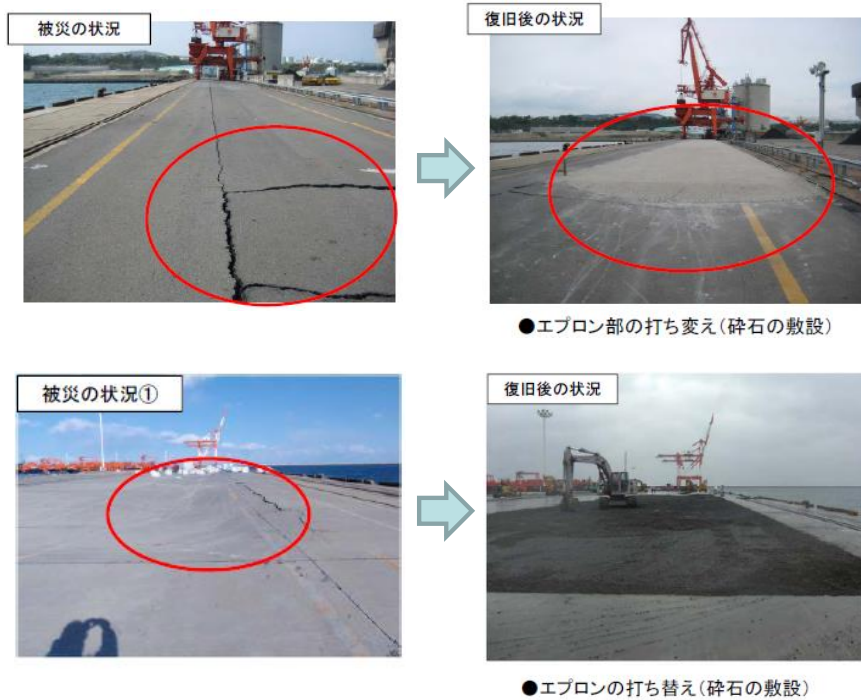 被災の状況
復旧後の状況
●エプロン部の打ち変え(砕石の敷設)
被災の状況①
復旧後の状況
●エプロンの打ち替え(砕石の敷設)